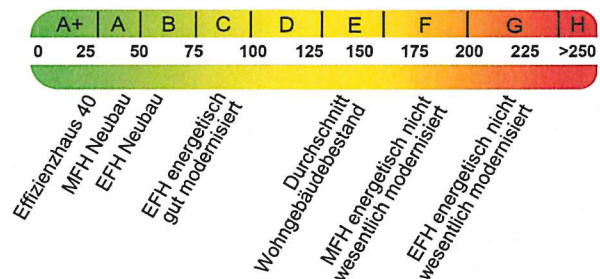 A+ A B C D E F G H
0 25 50 75 100 125 150 175 200 225 >250
Effizienzhaus 40
MFH Neubau
EFH Neubau
EFH energetisch
gut modernisiert
Durchschnitt
Wohngebäudebestand
MFH energetisch nicht
wesentlich modernisiert
EFH energetisch nicht
wesentlich modernisiert